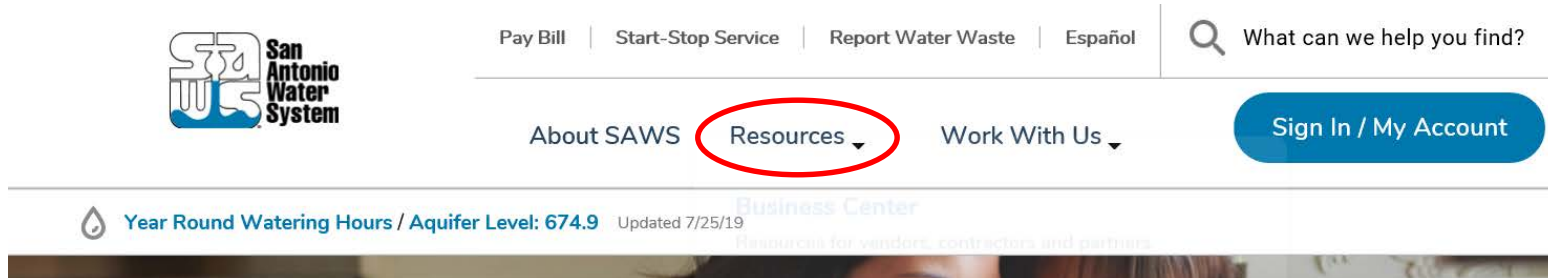 San
Antonio
Water
System
Pay Bill | Start-Stop Service | Report Water Waste | Español
What can we help you find?
About SAWS Resources Work With Us
Sign In / My Account
Year Round Watering Hours / Aquifer Level: 674.9 Updated 7/25/19
Business Center
Resources for vendors, contractors and partners